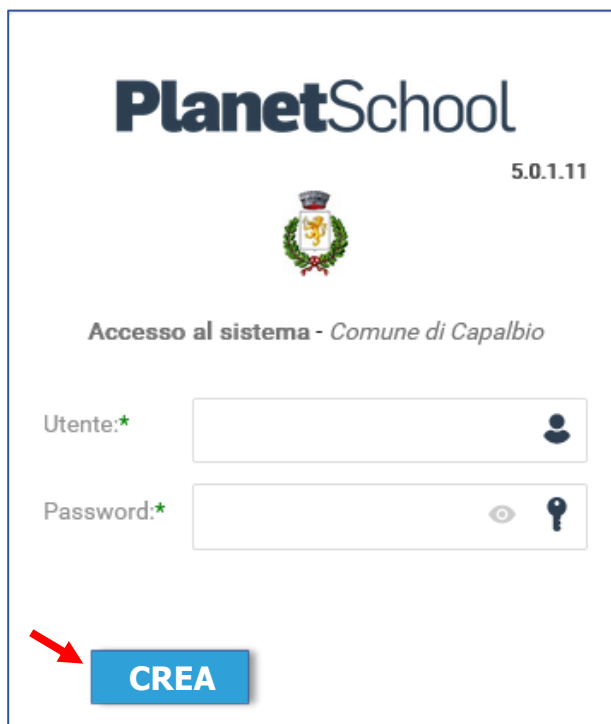 PlanetSchool
5.0.1.11
Accesso al sistema - Comune di Capalbio
Utente:*
Password:*
CREA